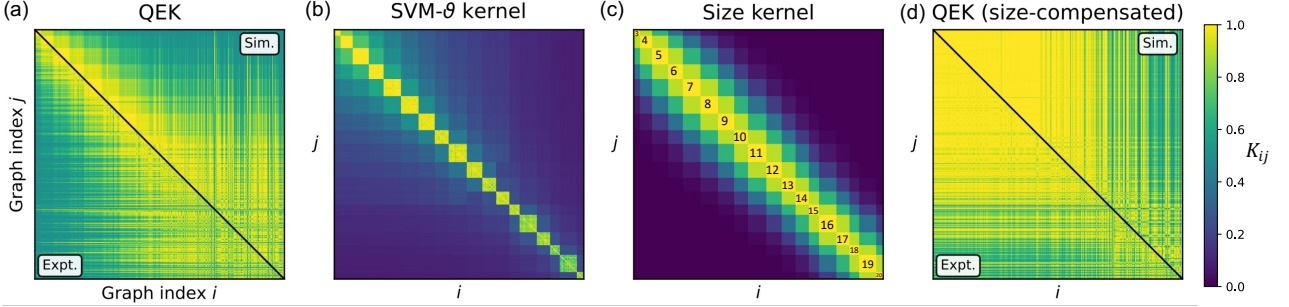 (a) QEK
(b) SVM-ϑ kernel
(c) Size kernel
(d) QEK (size-compensated)
Graph index j
Sim.
Expt.
Graph index i
j
i
j
3
4
5
6
7
8
9
10
11
12
13
14
15
16
17
18
19
20
i
j
Sim.
Expt.
i
1.0
0.8
0.6
0.4
0.2
0.0
K_ij